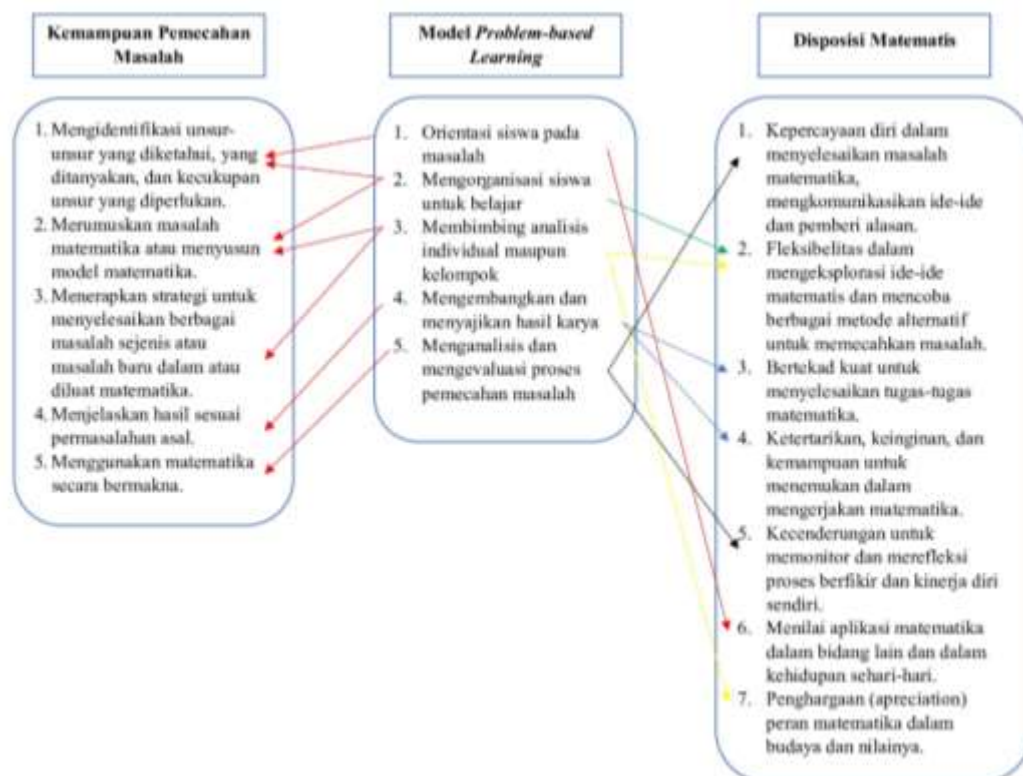 Kemampuan Pemecahan
Masalah
Model Problem-based
Learning
Disposisi Matematis
1. Mengidentifikasi unsur-
unsur yang diketahui, yang
ditanyakan, dan kecukupan
unsur yang diperlukan.
2. Merumuskan masalah
matematika atau menyusun
model matematika.
3. Menerapkan strategi untuk
menyelesaikan berbagai
masalah sejenis atau
masalah baru dalam atau
diluat matematika.
4. Menjelaskan hasil sesuai
permasalahan asal.
5. Menggunakan matematika
secara bermakna.
1. Orientasi siswa pada
masalah
2. Mengorganisasi siswa
untuk belajar
3. Membimbing analisis
individual maupun
kelompok
4. Mengembangkan dan
menyajikan hasil karya
5. Menganalisis dan
mengevaluasi proses
pemecahan masalah
1. Kepercayaan diri dalam
menyelesaikan masalah
matematika,
mengkomunikasikan ide-ide
dan pemberi alasan.
2. Fleksibelitas dalam
mengeksplorasi ide-ide
matematis dan mencoba
berbagai metode alternatif
untuk memecahkan masalah.
3. Bertekad kuat untuk
menyelesaikan tugas-tugas
matematika.
4. Ketertarikan, keinginan, dan
kemampuan untuk
menemukan dalam
mengerjakan matematika.
5. Kecenderungan untuk
memonitor dan merefleksi
proses berfikir dan kinerja diri
sendiri.
6. Menilai aplikasi matematika
dalam bidang lain dan dalam
kehidupan sehari-hari.
7. Penghargaan (apreciation)
peran matematika dalam
budaya dan nilainya.